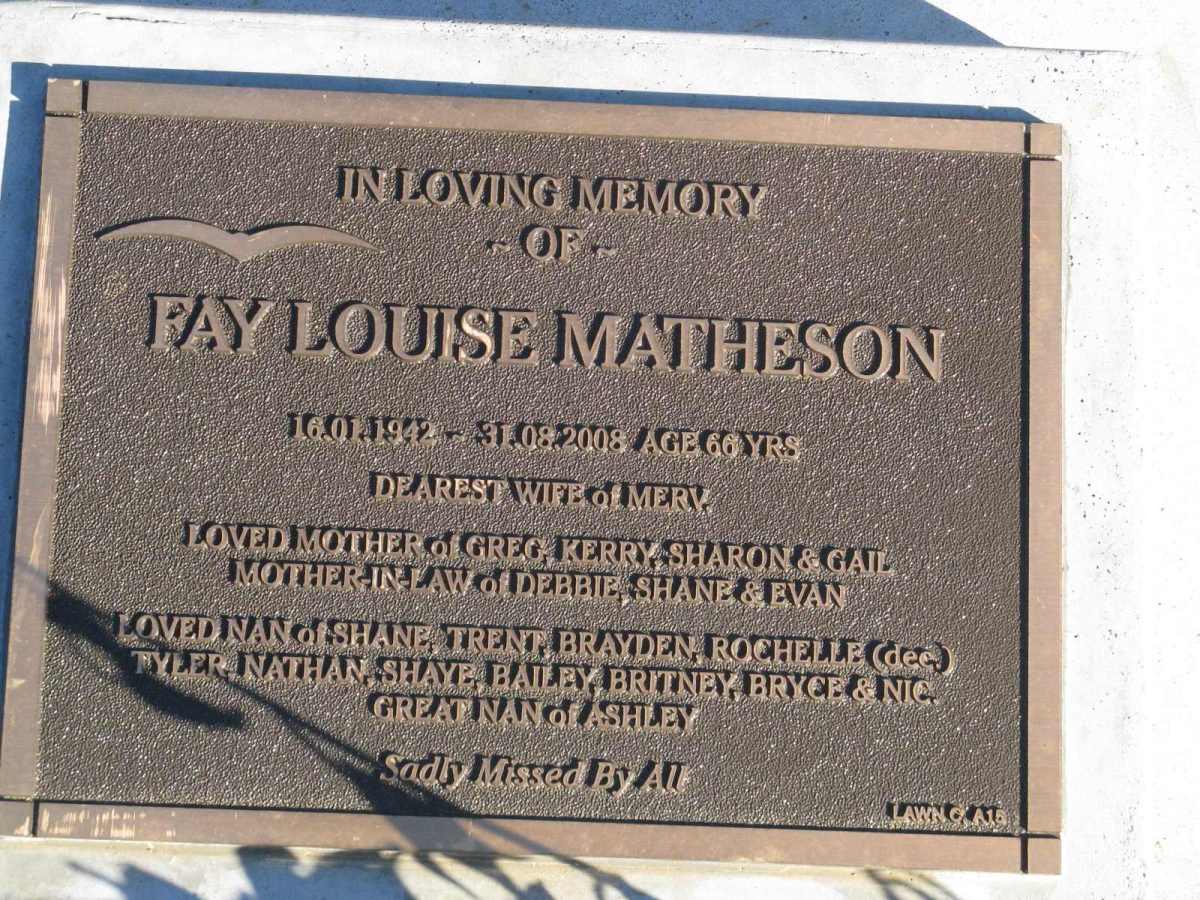 IN LOVING MEMORY
~ OF ~
FAY LOUISE MATHESON
16.01.1942 ~ 31.08.2008 AGE 66 YRS
DEAREST WIFE of MERV.
LOVED MOTHER of GREG, KERRY, SHARON & GAIL
MOTHER-IN-LAW of DEBBIE, SHANE & EVAN
LOVED NAN of SHANE, TRENT, BRAYDEN, ROCHELLE (dec.)
TYLER, NATHAN, SHAYE, BAILEY, BRITNEY, BRYCE & NIC.
GREAT NAN of ASHLEY
Sadly Missed By All
LAWN C, A15